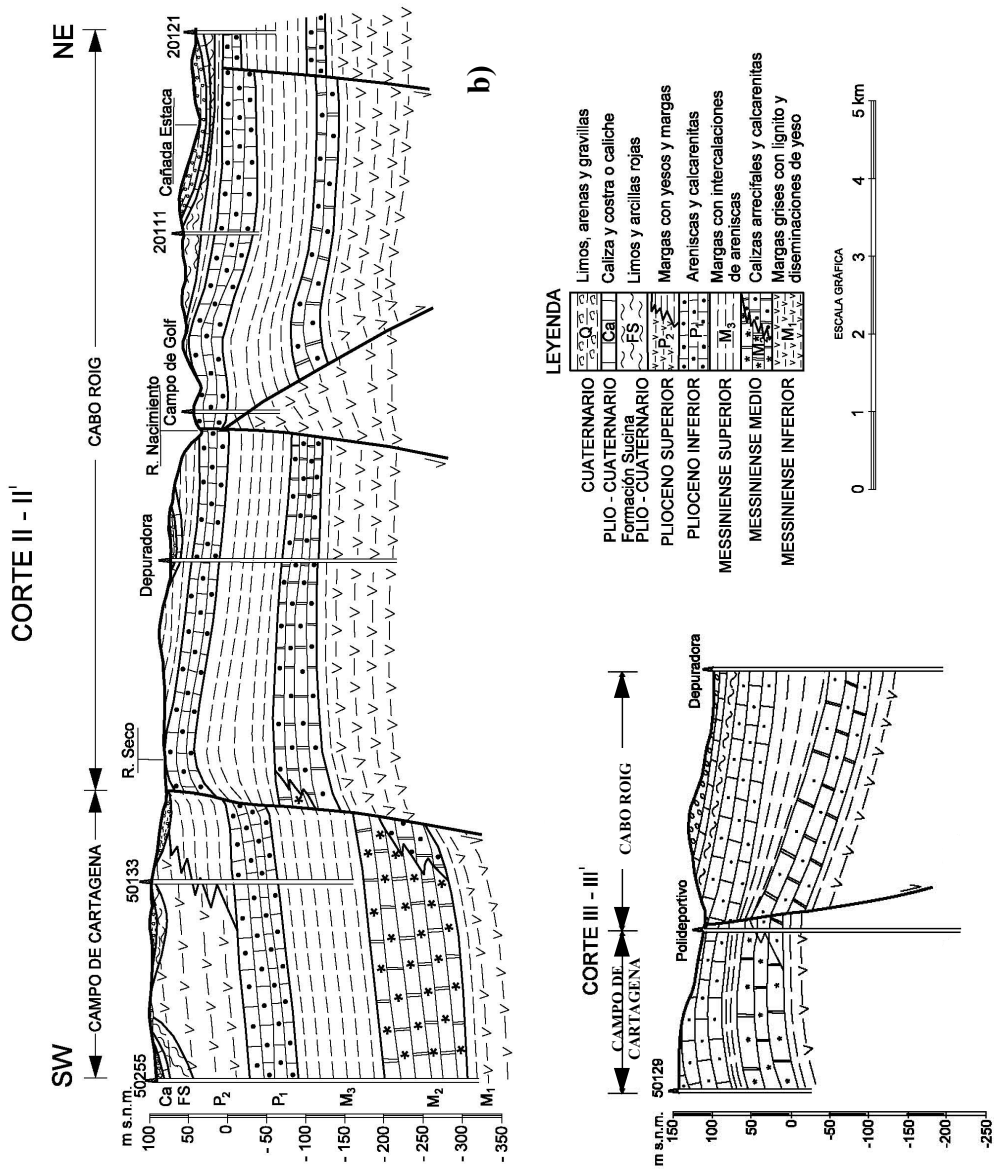 CORTE II - II'
SW
NE
CAMPO DE CARTAGENA
CABO ROIG
50255
50133
R. Seco
Depuradora
R. Nacimiento
Campo de Golf
20111
Cañada Estaca
20121
m s.n.m.
100
50
0
- 50
- 100
- 150
- 200
- 250
- 300
- 350
Ca
FS
P2
P1
M3
M2
M1
b)
CORTE III - III'
CAMPO DE
CARTAGENA
CABO ROIG
50129
Polideportivo
Depuradora
m s.n.m.
150
100
50
0
-50
-100
-150
-200
-250
LEYENDA
CUATERNARIO Q Limos, arenas y gravillas
PLIO - CUATERNARIO Ca Caliza y costra o caliche
Formación Sucina
PLIO - CUATERNARIO FS Limos y arcillas rojas
PLIOCENO SUPERIOR P2 Margas con yesos y margas
PLIOCENO INFERIOR P1 Areniscas y calcarenitas
MESSINIENSE SUPERIOR M3 Margas con intercalaciones
de areniscas
MESSINIENSE MEDIO M2 Calizas arrecifales y calcarenitas
MESSINIENSE INFERIOR M1 Margas grises con lignito y
diseminaciones de yeso
0 1 2 3 4 5 km
ESCALA GRÁFICA